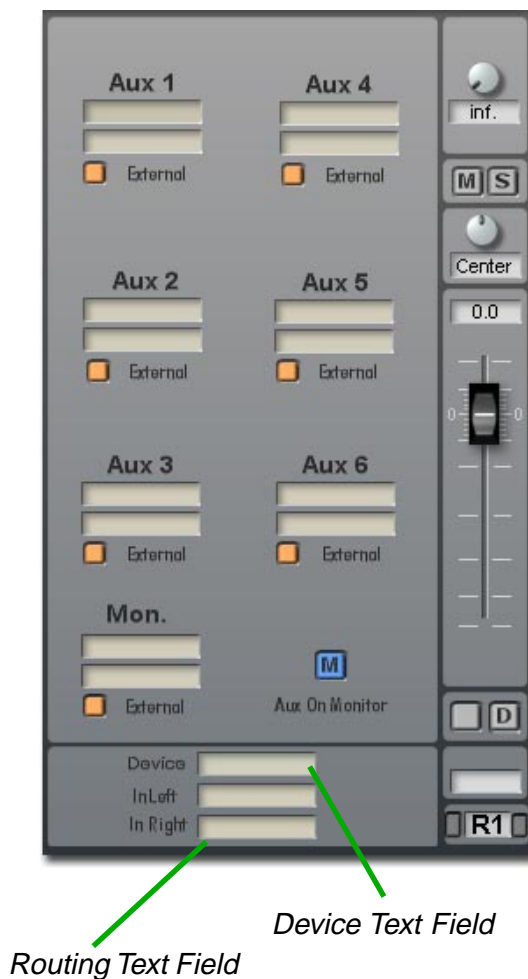 Aux 1
Aux 4
External
External
Aux 2
Aux 5
External
External
Aux 3
Aux 6
External
External
Mon.
External
M
Aux On Monitor
Device
InLeft
In Right
inf.
M S
Center
0.0
0 0
D
R1
Device Text Field
Routing Text Field